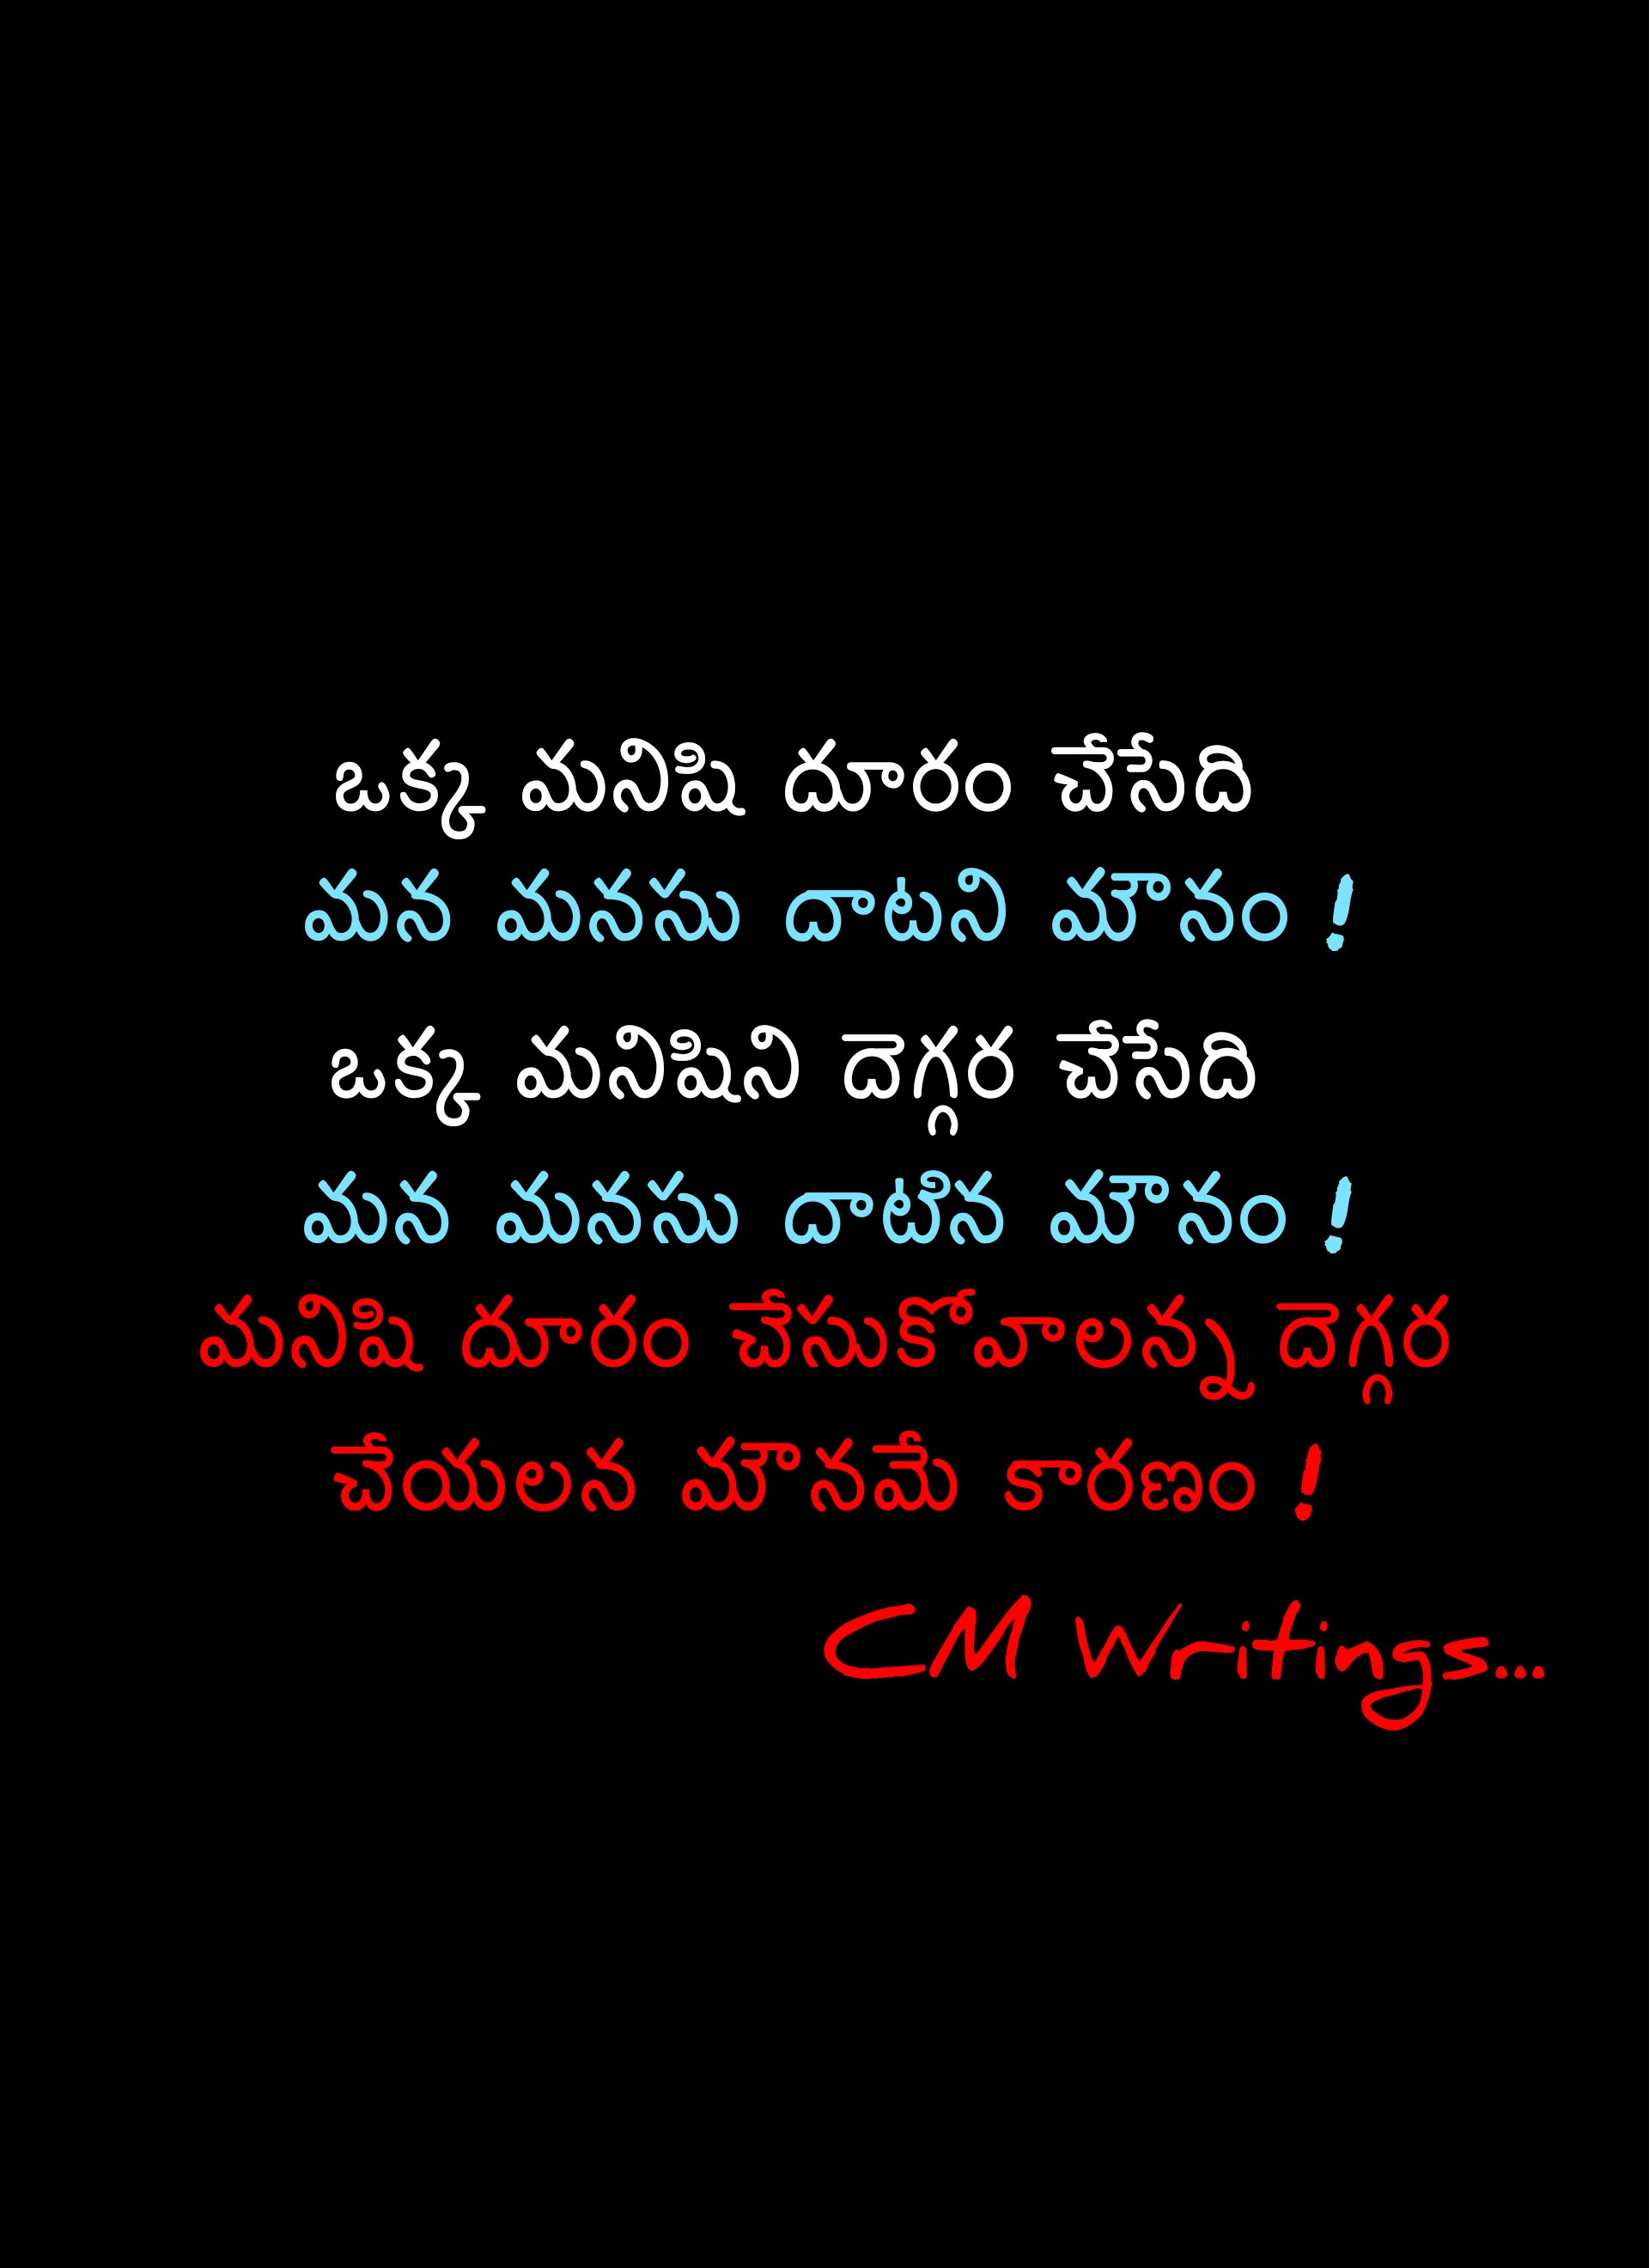 ఒక్క మనిషి దూరం చేసేది
మన మనసు దాటని మౌనం !
ఒక్క మనిషిని దెగ్గర చేసేది
మన మనసు దాటిన మౌనం !
మనిషి దూరం చేసుకోవాలన్న దెగ్గర
చేయలన మౌనమే కారణం !
CM Writings...